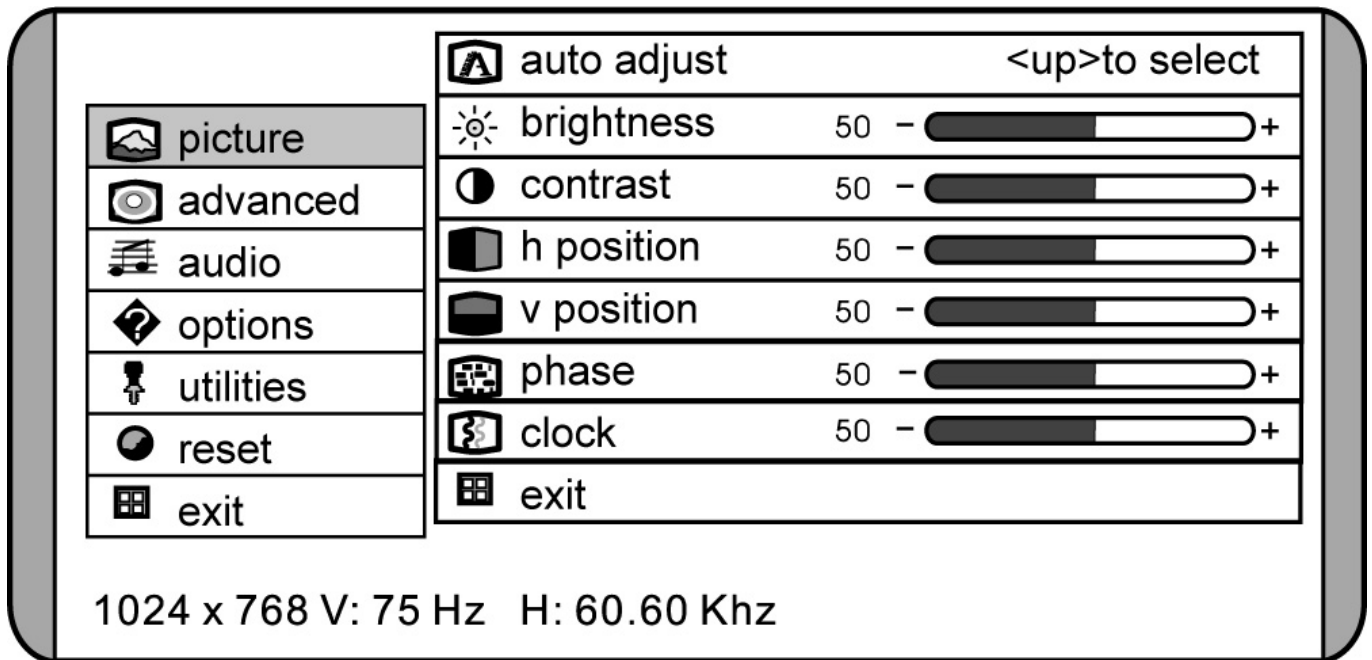 picture
advanced
audio
options
utilities
reset
exit
auto adjust <up>to select
brightness 50 - +
contrast 50 - +
h position 50 - +
v position 50 - +
phase 50 - +
clock 50 - +
exit
1024 x 768 V: 75 Hz H: 60.60 Khz